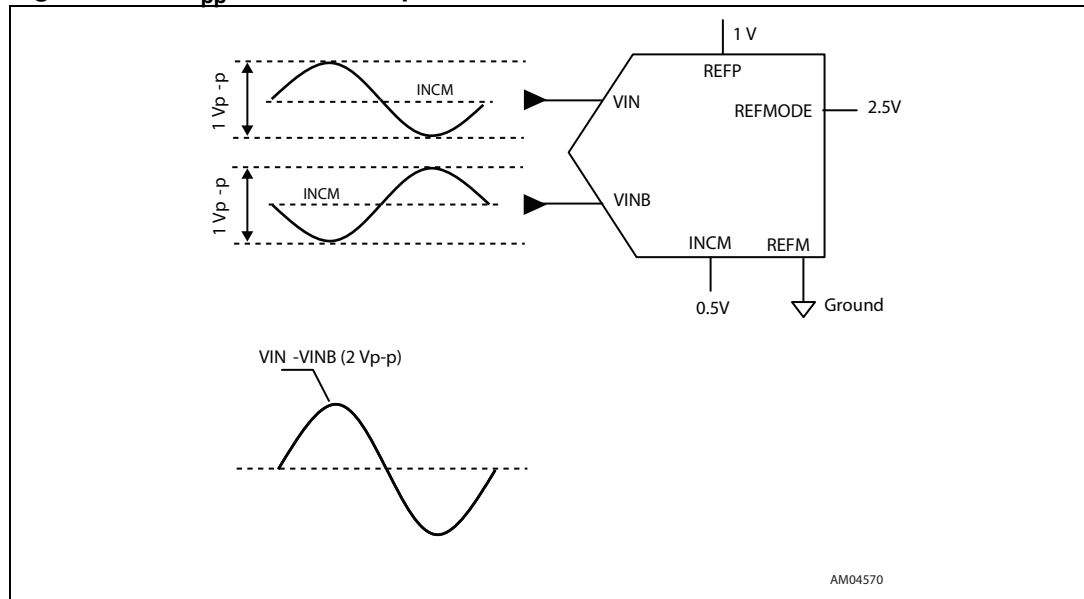 pp
1 V
REFP
1 Vp -p
INCM
VIN
REFMODE
2.5V
1 Vp -p
INCM
VINB
INCM
REFM
0.5V
Ground
VIN -VINB (2 Vp-p)
AM04570